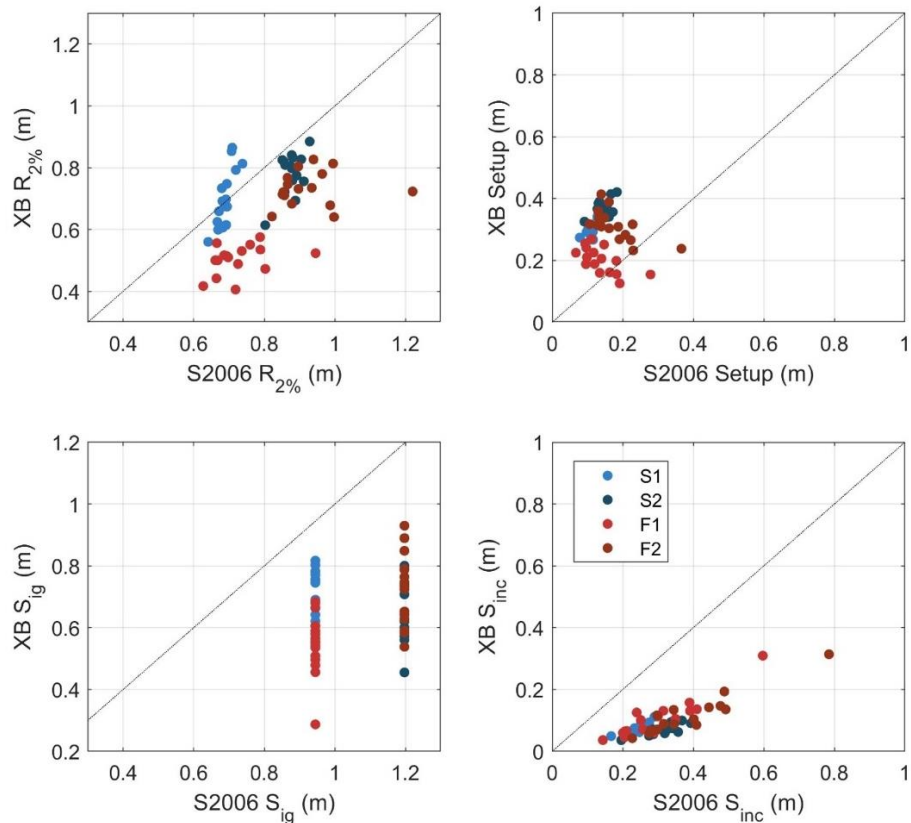 1.2
1
0.8
0.6
0.4
XB R2% (m)
0.4 0.6 0.8 1 1.2
S2006 R2% (m)
1
0.8
0.6
0.4
0.2
0
XB Setup (m)
0 0.2 0.4 0.6 0.8 1
S2006 Setup (m)
1.2
1
0.8
0.6
0.4
0.2
XB Sig (m)
0.4 0.6 0.8 1 1.2
S2006 Sig (m)
1
0.8
0.6
0.4
0.2
0
XB Sinc (m)
S1
S2
F1
F2
0 0.2 0.4 0.6 0.8 1
S2006 Sinc (m)